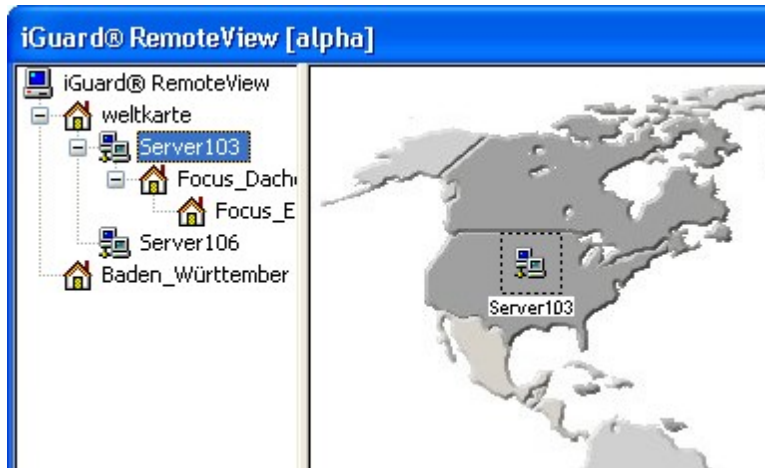 iGuard® RemoteView [alpha]
iGuard® RemoteView
weltkarte
Server103
Focus_Dach
Focus_E
Server106
Baden_Württember
Server103